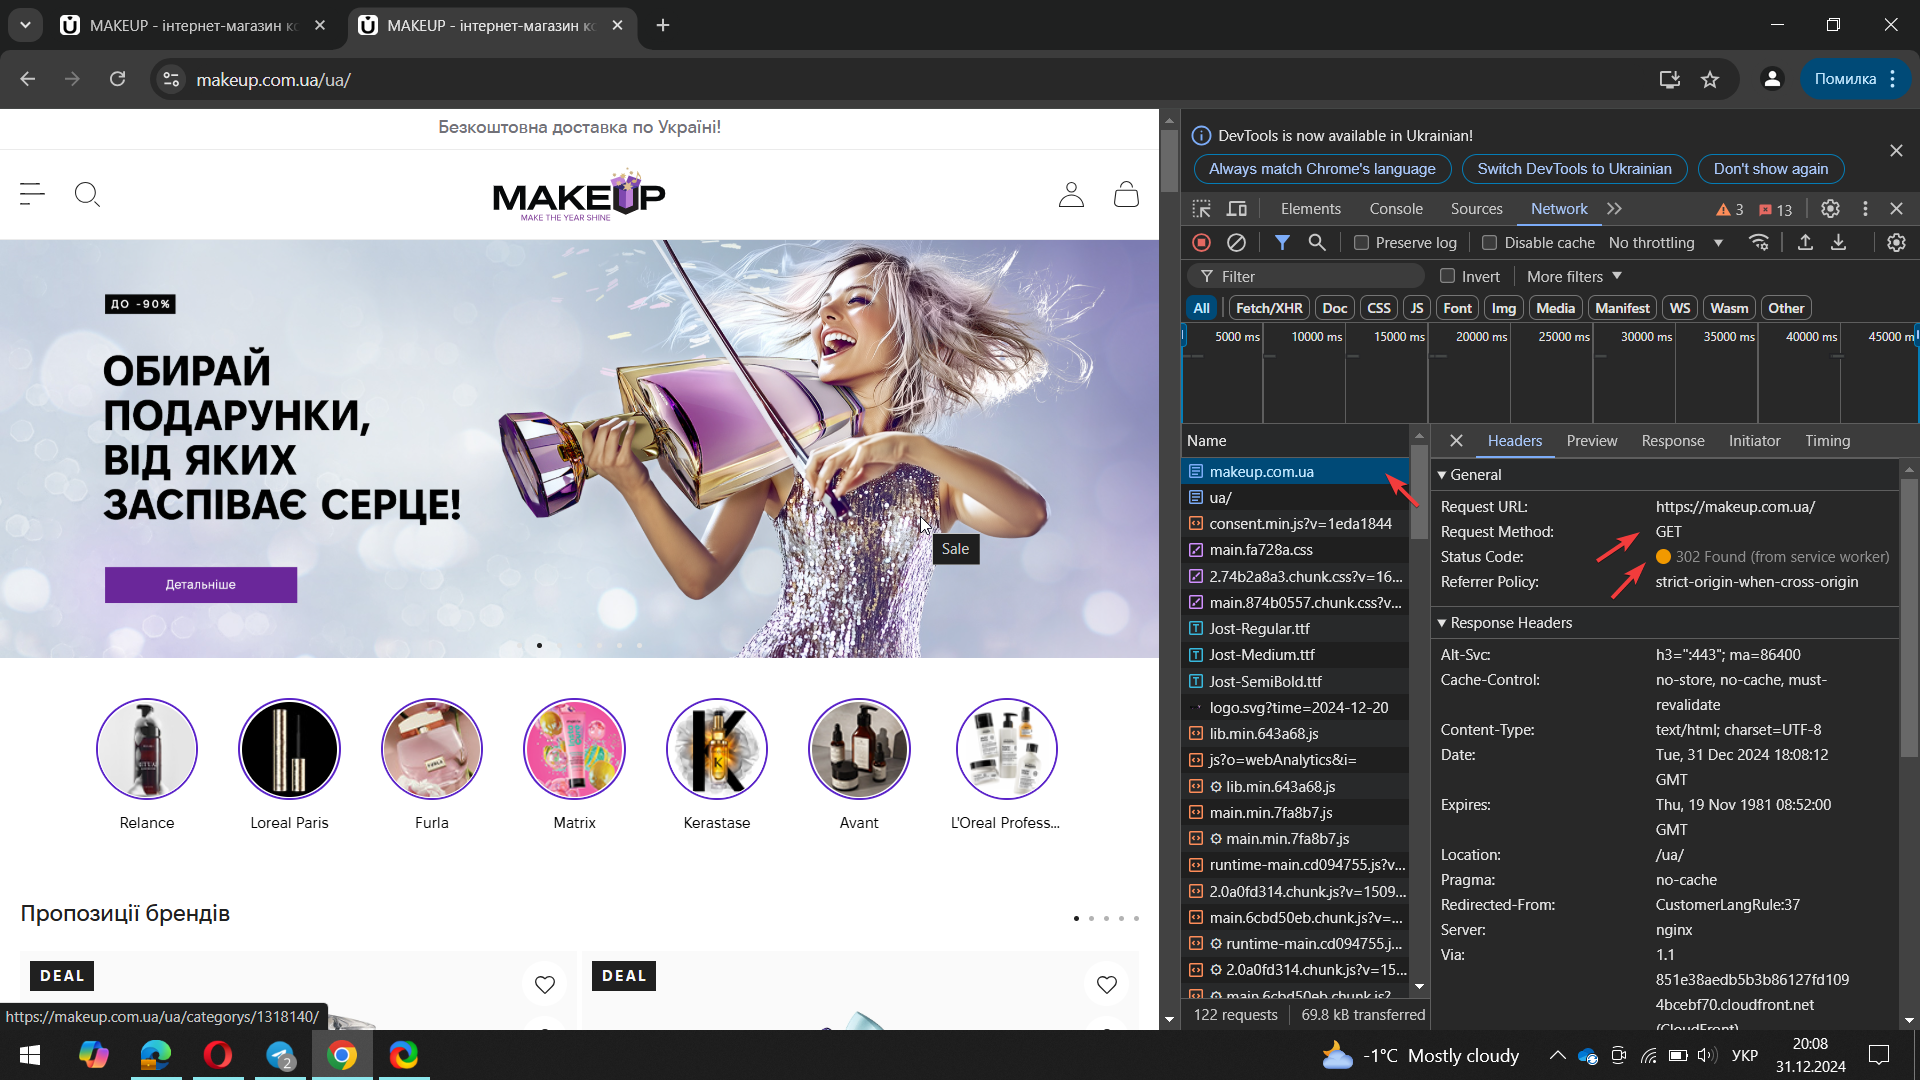 MAKEUP - інтернет-магазин кс
MAKEUP - інтернет-магазин кс
makeup.com.ua/ua/
Помилка
Безкоштовна доставка по Україні!
MAKEUP
MAKE THE YEAR SHINE
ДО -90%
ОБИРАЙ
ПОДАРУНКИ,
ВІД ЯКИХ
ЗАСПІВАЄ СЕРЦЕ!
Детальніше
Sale
Relance
Loreal Paris
Furla
Matrix
Kerastase
Avant
L'Oreal Profess...
Пропозиції брендів
DEAL
DEAL
https://makeup.com.ua/ua/categorys/1318140/
DevTools is now available in Ukrainian!
Always match Chrome's language
Switch DevTools to Ukrainian
Don't show again
Elements Console Sources Network 3 13
Preserve log Disable cache No throttling
Filter Invert More filters
All Fetch/XHR Doc CSS JS Font Img Media Manifest WS Wasm Other
5000 ms 10000 ms 15000 ms 20000 ms 25000 ms 30000 ms 35000 ms 40000 ms 45000 m
Name
makeup.com.ua
ua/
consent.min.js?v=1eda1844
main.fa728a.css
2.74b2a8a3.chunk.css?v=16...
main.874b0557.chunk.css?v...
Jost-Regular.ttf
Jost-Medium.ttf
Jost-SemiBold.ttf
logo.svg?time=2024-12-20
lib.min.643a68.js
js?o=webAnalytics&i=
lib.min.643a68.js
main.min.7fa8b7.js
main.min.7fa8b7.js
runtime-main.cd094755.js?v...
2.0a0fd314.chunk.js?v=1509...
main.6cbd50eb.chunk.js?v=...
runtime-main.cd094755.j...
2.0a0fd314.chunk.js?v=15...
main.6cbd50eb.chunk.js?
122 requests 69.8 kB transferred
Headers Preview Response Initiator Timing
General
Request URL: https://makeup.com.ua/
Request Method: GET
Status Code: 302 Found (from service worker)
Referrer Policy: strict-origin-when-cross-origin
Response Headers
Alt-Svc: h3=":443"; ma=86400
Cache-Control: no-store, no-cache, must-
revalidate
Content-Type: text/html; charset=UTF-8
Date: Tue, 31 Dec 2024 18:08:12
GMT
Expires: Thu, 19 Nov 1981 08:52:00
GMT
Location: /ua/
Pragma: no-cache
Redirected-From: CustomerLangRule:37
Server: nginx
Via: 1.1
851e38aedb5b3b86127fd109
4bcebf70.cloudfront.net
(CloudFront)
2
-1°C Mostly cloudy
УКР
20:08
31.12.2024